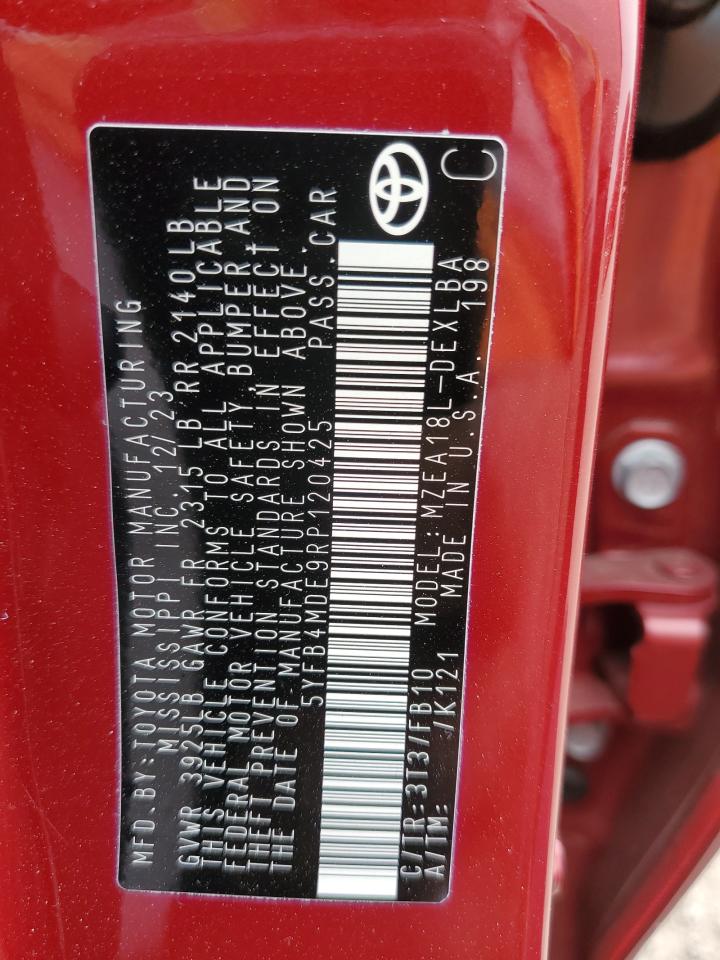 MFD.BY:TOYOTA MOTOR MANUFACTURING
MISSISSIPPI INC. 12/23
GVWR 3925LB GAWR FR 2315 LB RR 2140LB
THIS VEHICLE CONFORMS TO ALL APPLICABLE
FEDERAL MOTOR VEHICLE SAFETY, BUMPER AND
THEFT PREVENTION STANDARDS IN EFFECT ON
THE DATE OF MANUFACTURE SHOWN ABOVE.
5YFB4MDE9RP120425 PASS.CAR
C/TR:3T3/FB10 MODEL:MZEA18L-DEXLBA
A/TM: /K121 MADE IN U.S.A. 198
C